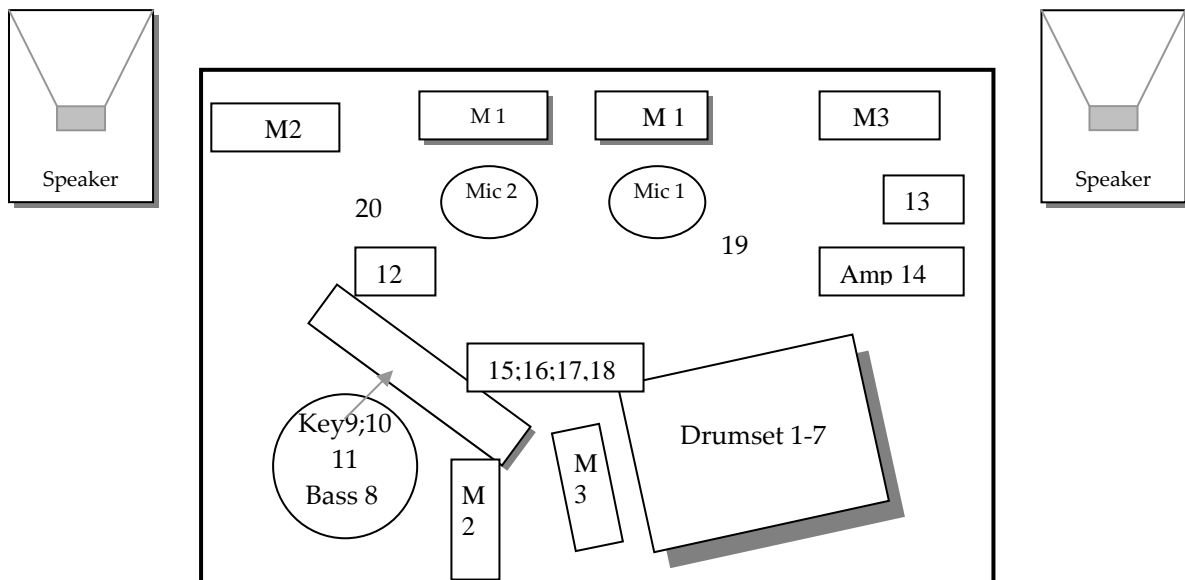 M2
M 1
M 1
M3
Speaker
Speaker
Mic 2
Mic 1
13
20
19
12
Amp 14
15;16;17,18
Key9;10
11
Bass 8
Drumset 1-7
M
2
M
3